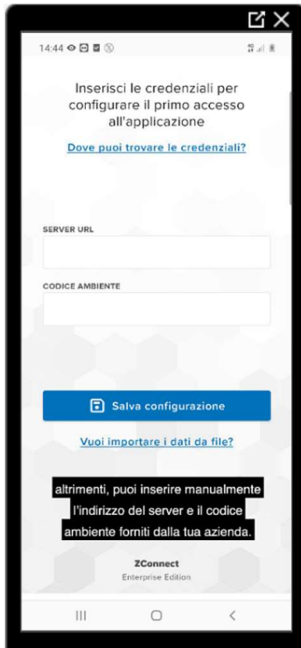 14:44
Inserisci le credenziali per
configurare il primo accesso
all'applicazione
Dove puoi trovare le credenziali?
SERVER URL
CODICE AMBIENTE
Salva configurazione
Vuoi importare i dati da file?
altrimenti, puoi inserire manualmente
l'indirizzo del server e il codice
ambiente forniti dalla tua azienda.
ZConnect
Enterprise Edition